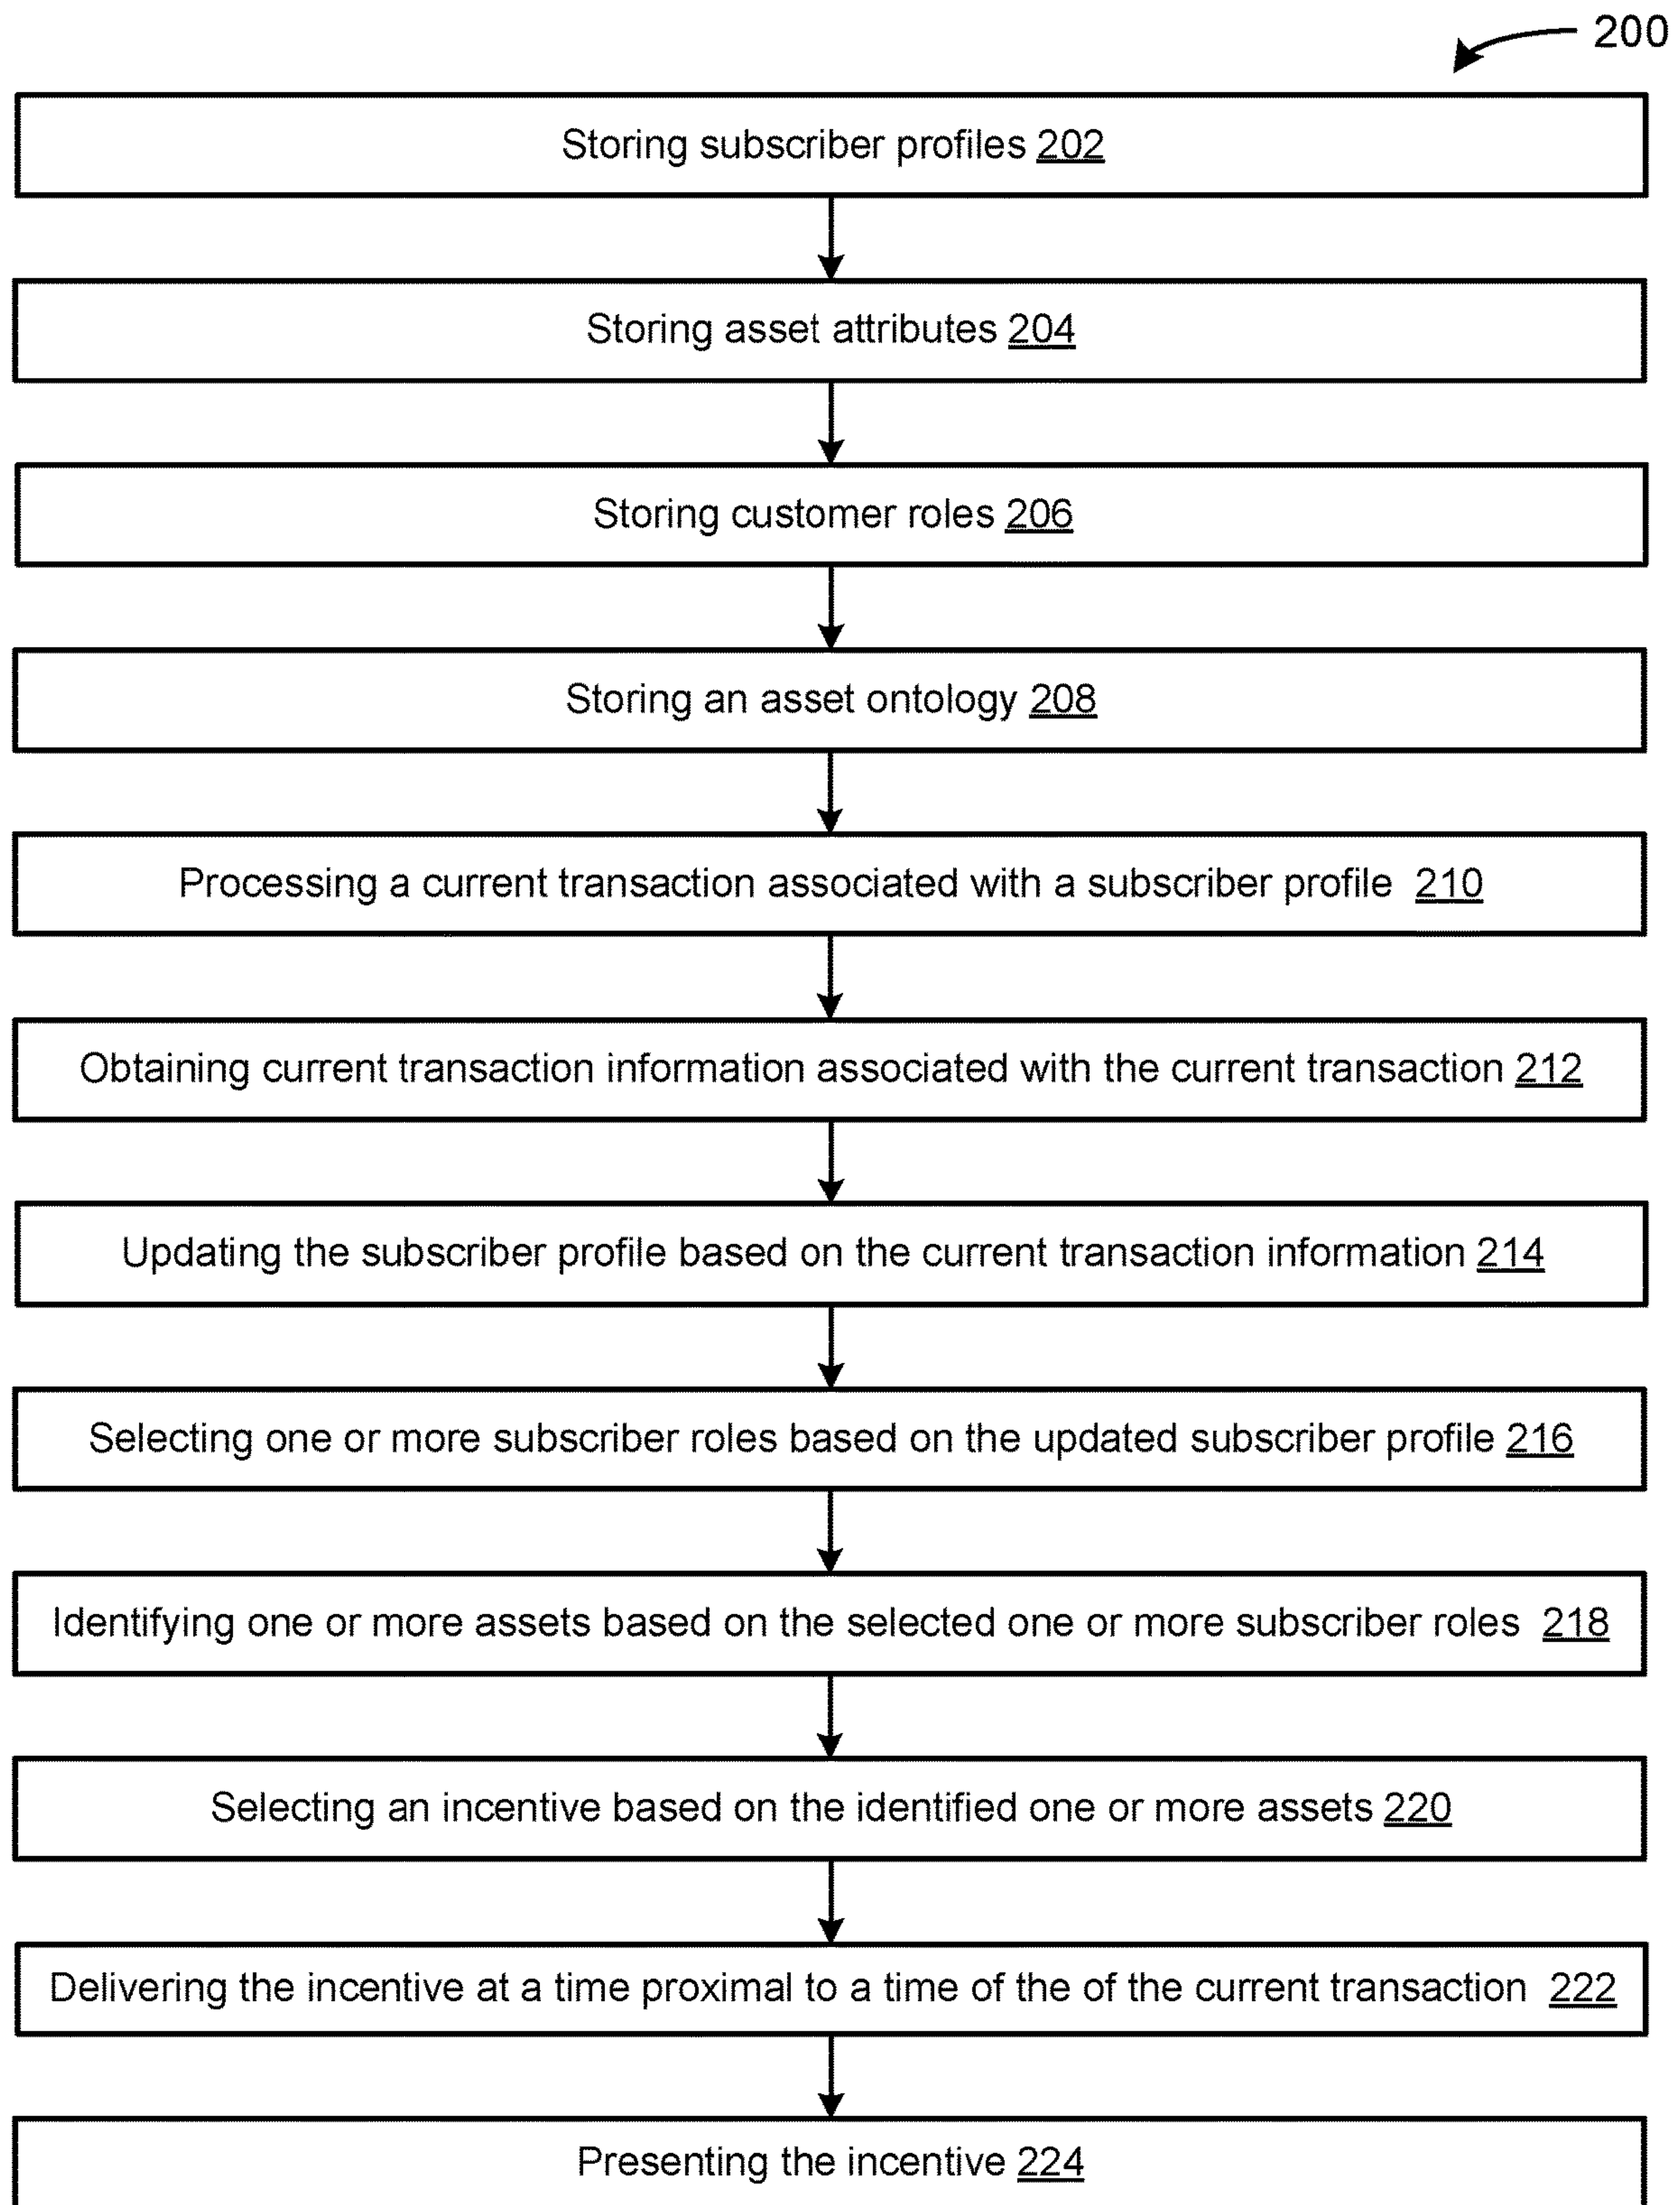 200
Storing subscriber profiles 202
Storing asset attributes 204
Storing customer roles 206
Storing an asset ontology 208
Processing a current transaction associated with a subscriber profile 210
Obtaining current transaction information associated with the current transaction 212
Updating the subscriber profile based on the current transaction information 214
Selecting one or more subscriber roles based on the updated subscriber profile 216
Identifying one or more assets based on the selected one or more subscriber roles 218
Selecting an incentive based on the identified one or more assets 220
Delivering the incentive at a time proximal to a time of the of the current transaction 222
Presenting the incentive 224